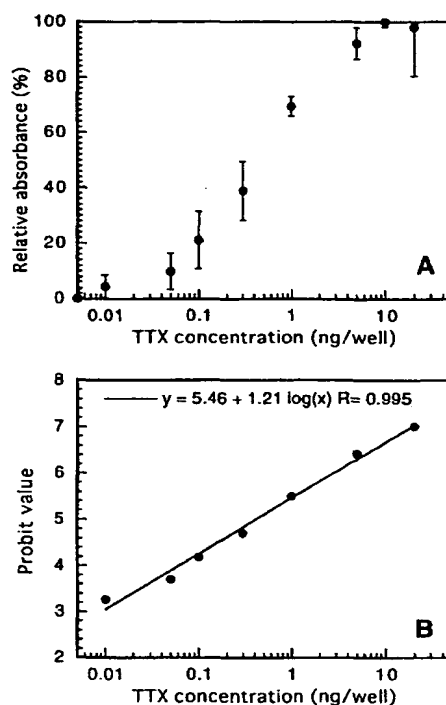 Relative absorbance (%)
100
80
60
40
20
0
A
0.01 0.1 1 10
TTX concentration (ng/well)
Probit value
8
7
6
5
4
3
2
y = 5.46 + 1.21 log(x) R= 0.995
B
0.01 0.1 1 10
TTX concentration (ng/well)